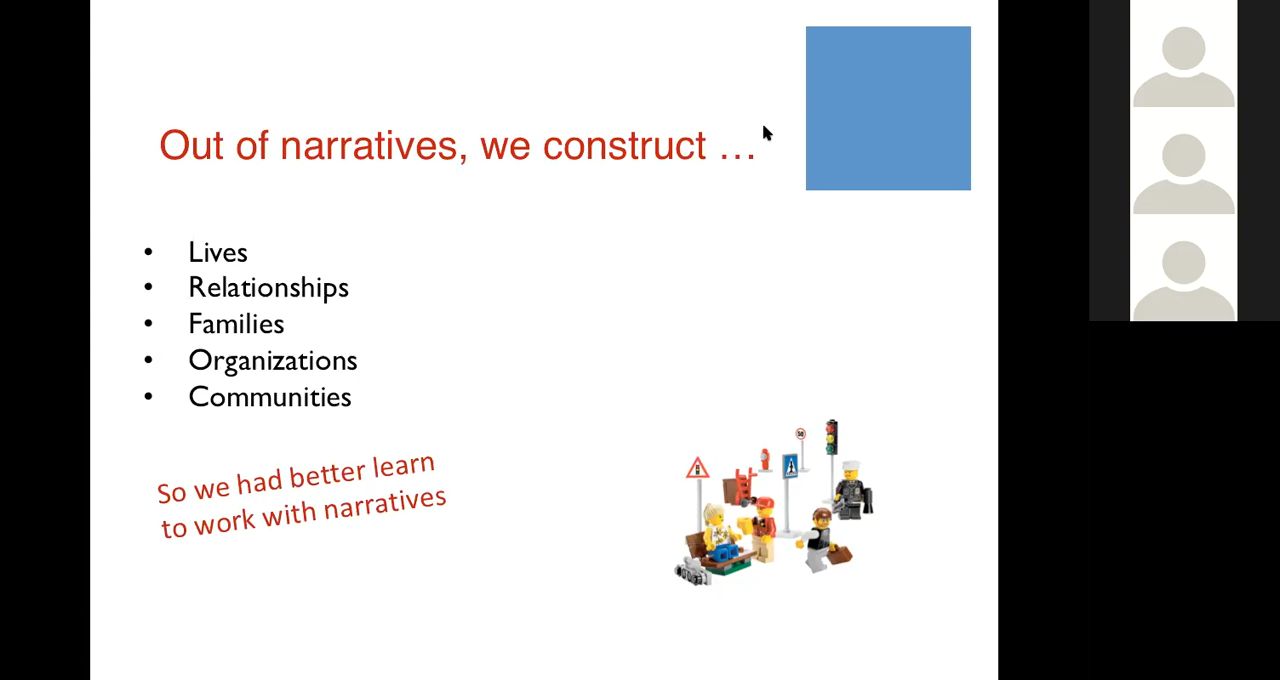 Out of narratives, we construct …
• Lives
• Relationships
• Families
• Organizations
• Communities
So we had better learn
to work with narratives
50